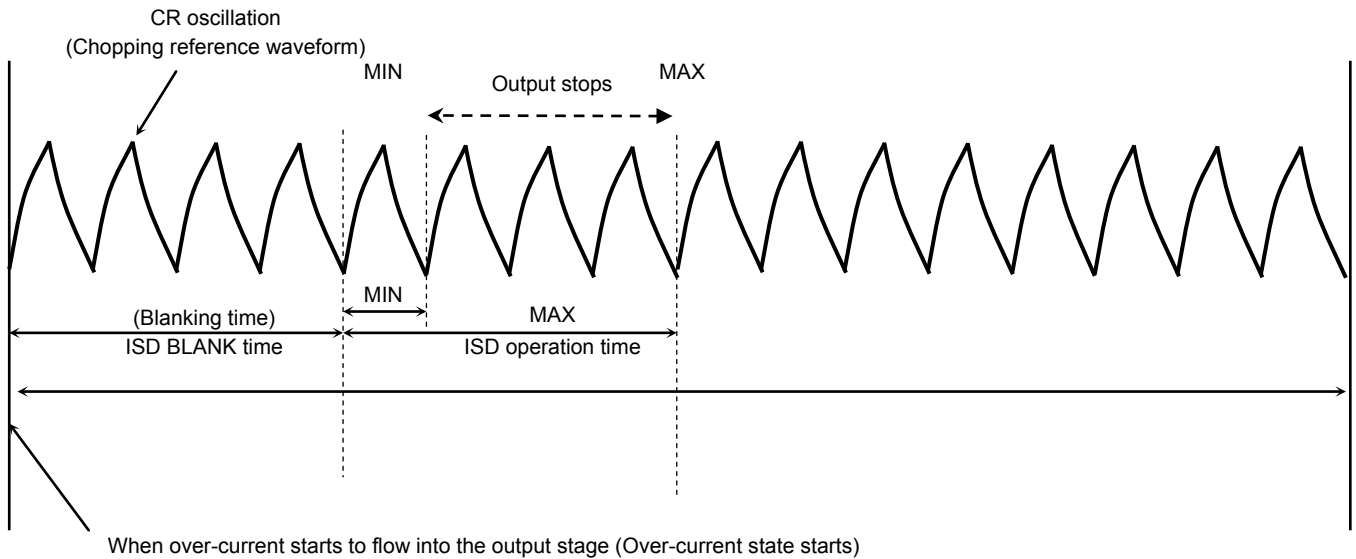 CR oscillation
(Chopping reference waveform)
MIN
MAX
Output stops
MIN
(Blanking time)
MAX
ISD BLANK time
ISD operation time
When over-current starts to flow into the output stage (Over-current state starts)